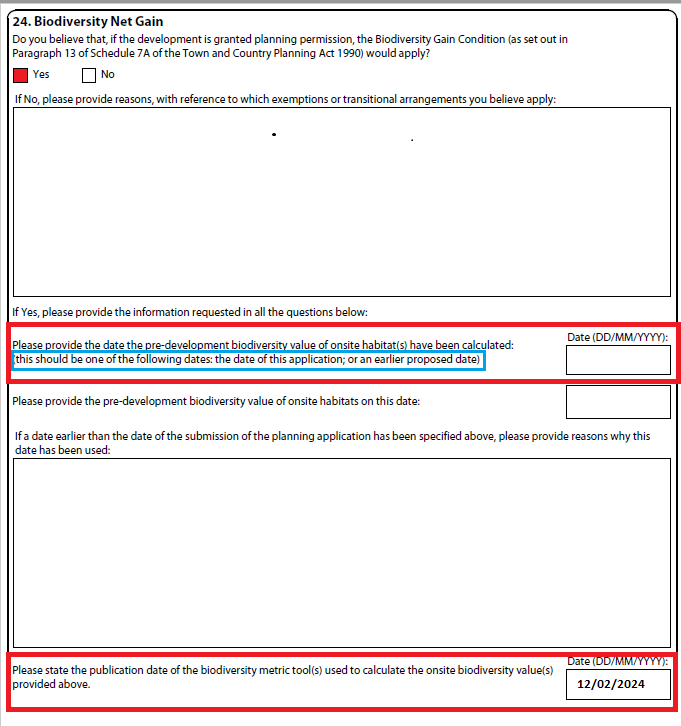 24. Biodiversity Net Gain
Do you believe that, if the development is granted planning permission, the Biodiversity Gain Condition (as set out in
Paragraph 13 of Schedule 7A of the Town and Country Planning Act 1990) would apply?
Yes No
If No, please provide reasons, with reference to which exemptions or transitional arrangements you believe apply:
If Yes, please provide the information requested in all the questions below:
Date (DD/MM/YYYY):
Please provide the date the pre-development biodiversity value of onsite habitat(s) have been calculated:
(this should be one of the following dates: the date of this application; or an earlier proposed date)
Please provide the pre-development biodiversity value of onsite habitats on this date:
If a date earlier than the date of the submission of the planning application has been specified above, please provide reasons why this
date has been used:
Date (DD/MM/YYYY):
Please state the publication date of the biodiversity metric tool(s) used to calculate the onsite biodiversity value(s)
provided above.
12/02/2024